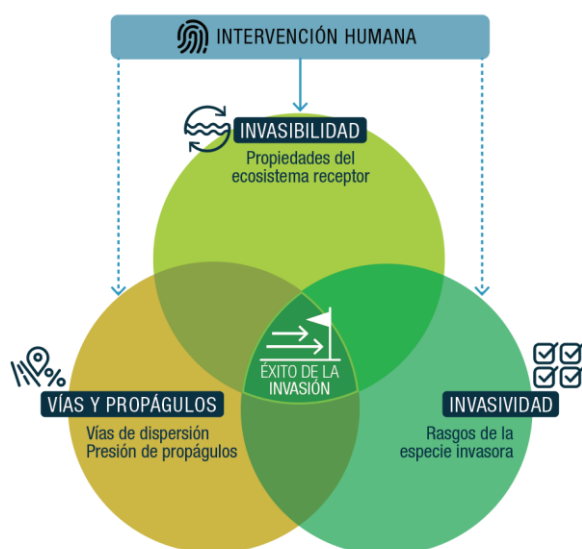 INTERVENCIÓN HUMANA
INVASIBILIDAD
Propiedades del
ecosistema receptor
ÉXITO DE LA
INVASIÓN
VÍAS Y PROPÁGULOS
Vías de dispersión
Presión de propágulos
INVASIVIDAD
Rasgos de la
especie invasora